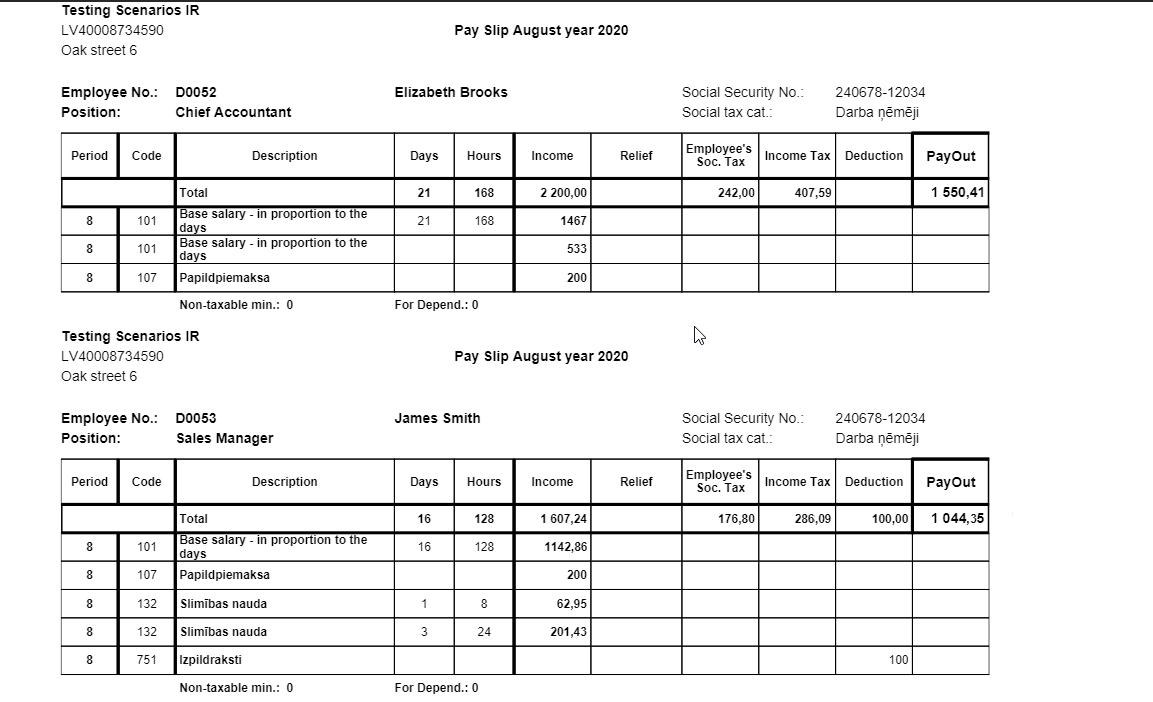 Testing Scenarios IR
LV40008734590 Pay Slip August year 2020
Oak street 6
Employee No.: D0052 Elizabeth Brooks Social Security No.: 240678-12034
Position: Chief Accountant Social tax cat.: Darba ņēmēji
Period Code Description Days Hours Income Relief Employee's Soc. Tax Income Tax Deduction PayOut
Total 21 168 2 200,00 242,00 407,59 1 550,41
8 101 Base salary - in proportion to the days 21 168 1467
8 101 Base salary - in proportion to the days 533
8 107 Papildpiemaksa 200
Non-taxable min.: 0 For Depend.: 0
Testing Scenarios IR
LV40008734590 Pay Slip August year 2020
Oak street 6
Employee No.: D0053 James Smith Social Security No.: 240678-12034
Position: Sales Manager Social tax cat.: Darba ņēmēji
Period Code Description Days Hours Income Relief Employee's Soc. Tax Income Tax Deduction PayOut
Total 16 128 1 607,24 176,80 286,09 100,00 1 044,35
8 101 Base salary - in proportion to the days 16 128 1142,86
8 107 Papildpiemaksa 200
8 132 Slimības nauda 1 8 62,95
8 132 Slimības nauda 3 24 201,43
8 751 Izpildraksti 100
Non-taxable min.: 0 For Depend.: 0